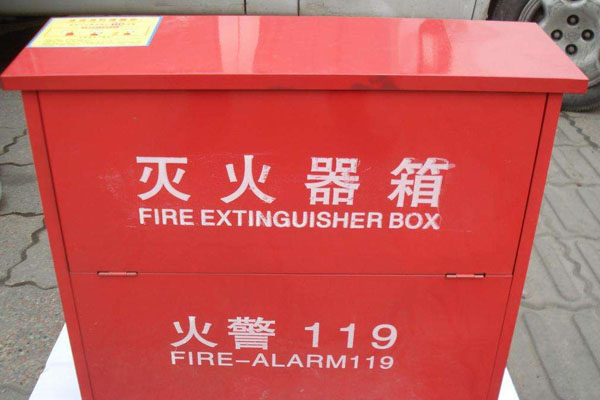 灭火器箱
FIRE EXTINGUISHER BOX
火警 119
FIRE-ALARM119